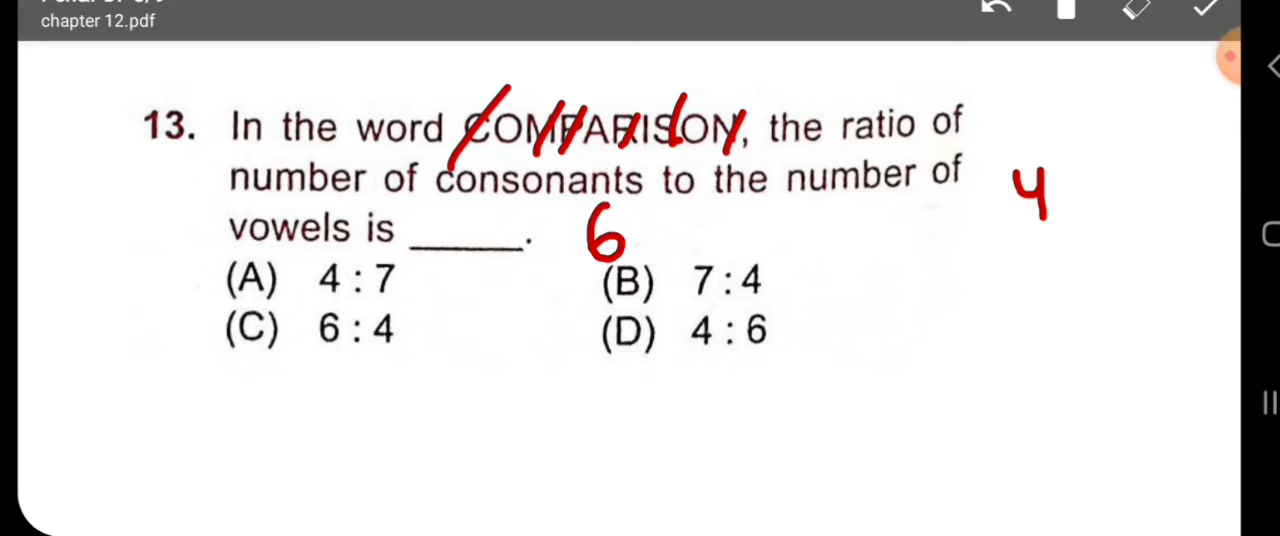 chapter 12.pdf
13. In the word COMPARISON, the ratio of
number of consonants to the number of
4
vowels is ______. 6
(A) 4 : 7 (B) 7 : 4
(C) 6 : 4 (D) 4 : 6